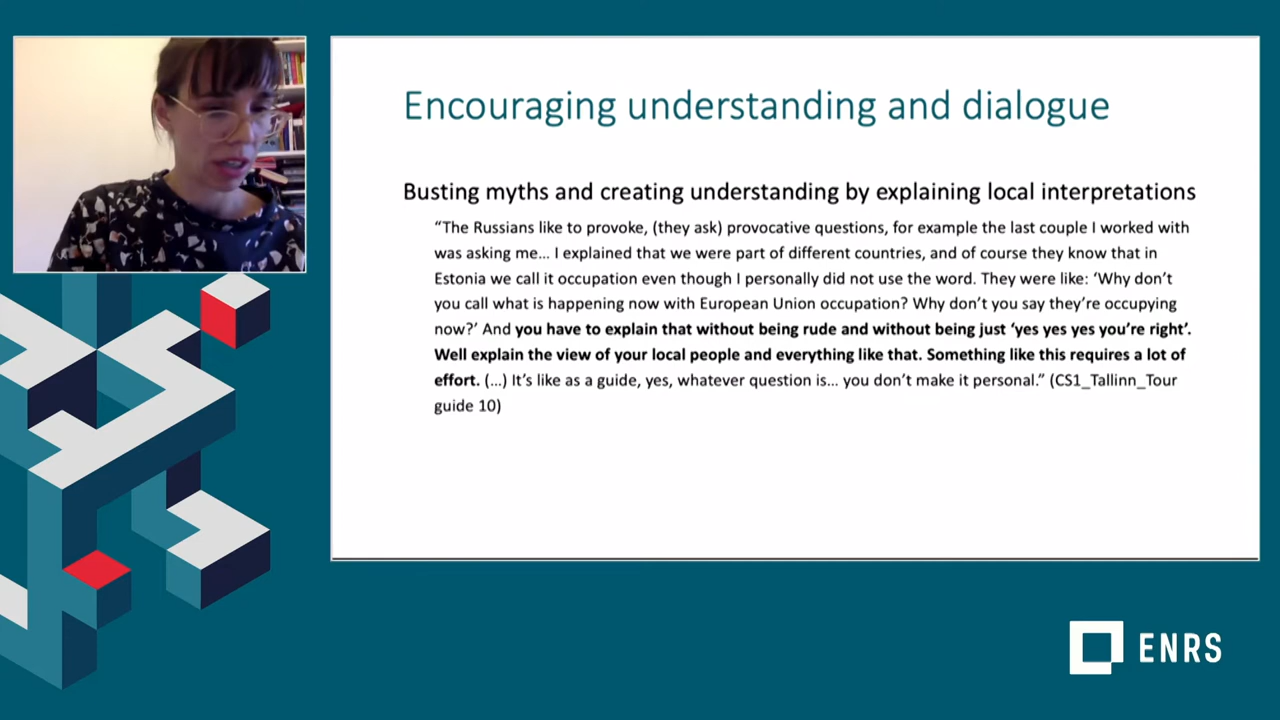 Encouraging understanding and dialogue
Busting myths and creating understanding by explaining local interpretations
“The Russians like to provoke, (they ask) provocative questions, for example the last couple I worked with
was asking me... I explained that we were part of different countries, and of course they know that in
Estonia we call it occupation even though I personally did not use the word. They were like: ‘Why don’t
you call what is happening now with European Union occupation? Why don’t you say they’re occupying
now?’ And you have to explain that without being rude and without being just ‘yes yes yes you’re right’.
Well explain the view of your local people and everything like that. Something like this requires a lot of
effort. (...) It’s like as a guide, yes, whatever question is... you don’t make it personal.” (CS1_Tallinn_Tour
guide 10)
ENRS